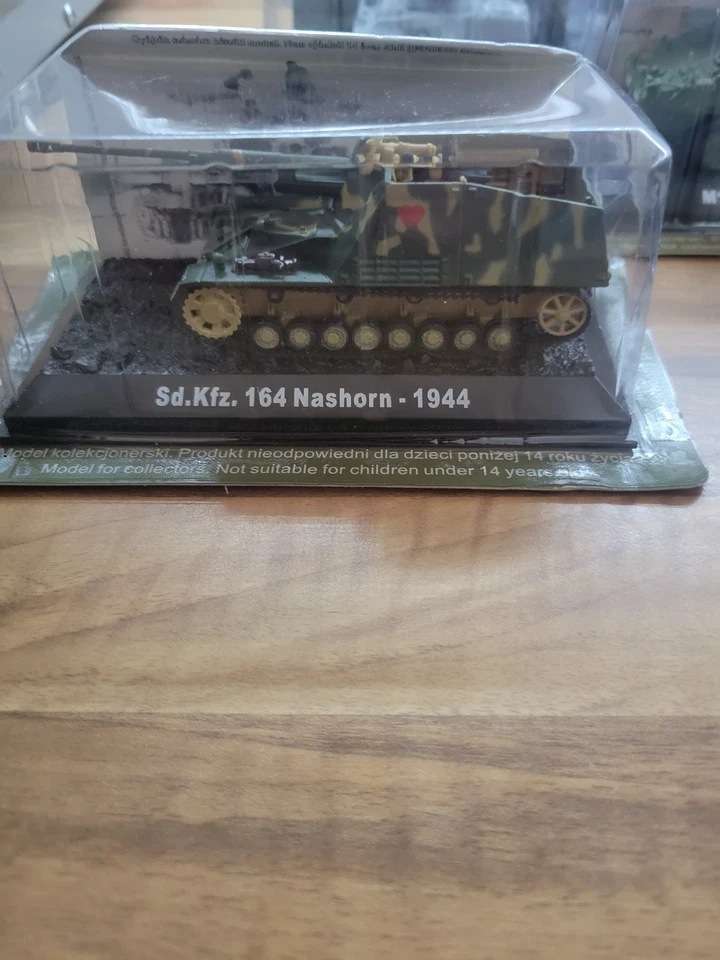 Sd.Kfz. 164 Nashorn - 1944
Model kolekcjonerski. Produkt nieodpowiedni dla dzieci poniżej 14 roku
Model for collectors. Not suitable for children under 14 years
M